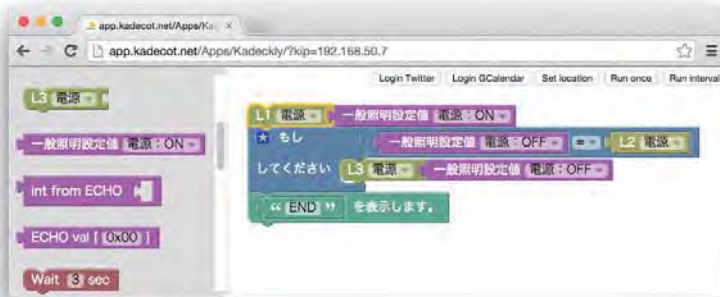 app.kadecot.net/Apps/Ka
app.kadecot.net/Apps/Kadeckly/?kip=192.168.50.7
Login Twitter Login GCalendar Set location Run once Run interval
L3 電源
一般照明設定値 電源：ON
int from ECHO
ECHO val [ 0x00 ]
Wait 3 sec
L1 電源 一般照明設定値 電源：ON
もし 一般照明設定値 電源：OFF = L2 電源
してください L3 電源 一般照明設定値 電源：OFF
“ END ” を表示します。